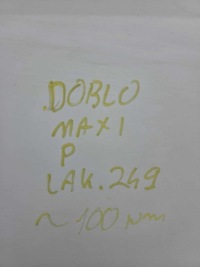 DOBLO
MAXI
P
LAK. 249
~ 100 Nm